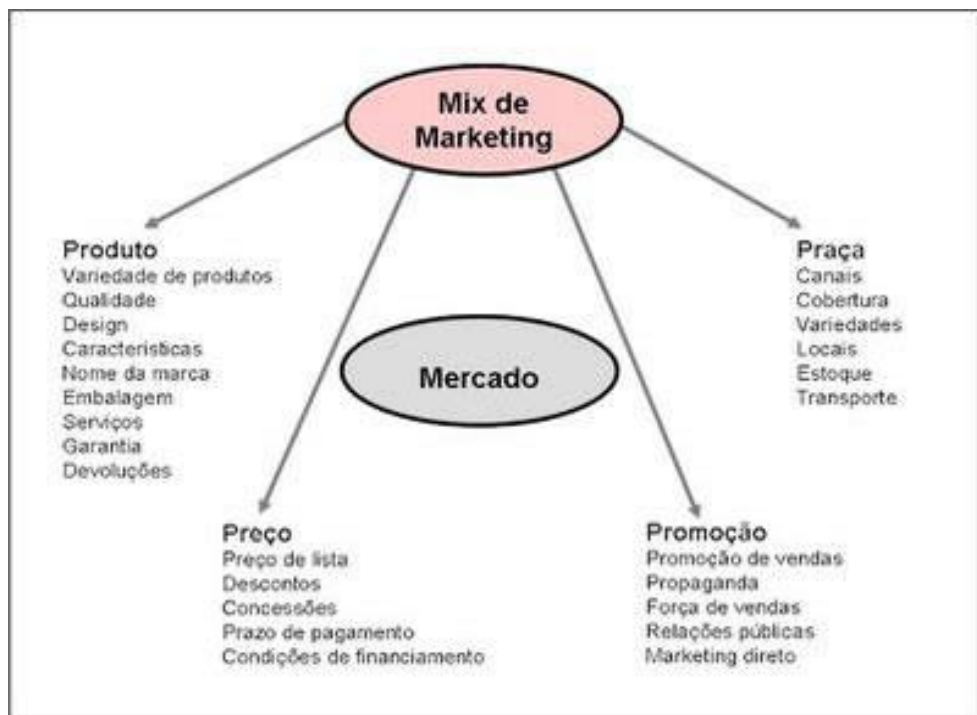 Mix de
Marketing
Produto
Variedade de produtos
Qualidade
Design
Características
Nome da marca
Embalagem
Serviços
Garantia
Devoluções
Praça
Canais
Cobertura
Variedades
Locais
Estoque
Transporte
Mercado
Preço
Preço de lista
Descontos
Concessões
Prazo de pagamento
Condições de financiamento
Promoção
Promoção de vendas
Propaganda
Força de vendas
Relações públicas
Marketing direto